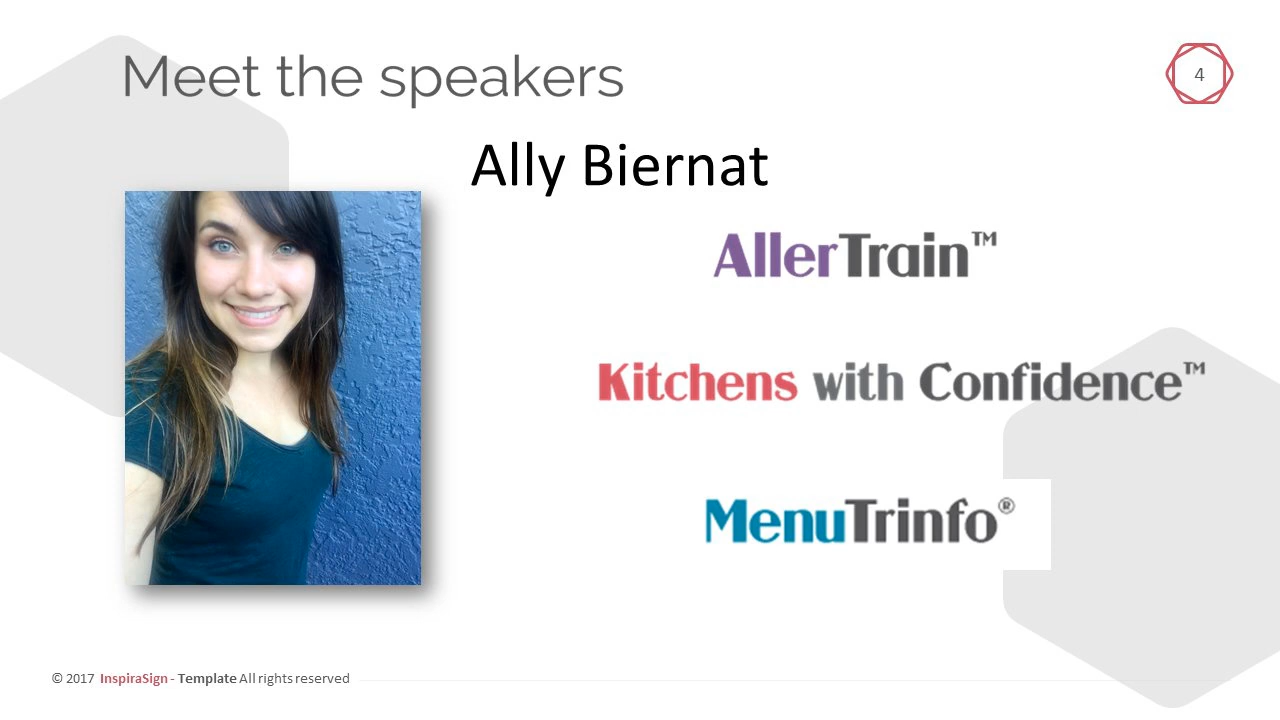 Meet the speakers
4
Ally Biernat
AllerTrain™
Kitchens with Confidence™
MenuTrinfo®
© 2017 InspiraSign - Template All rights reserved